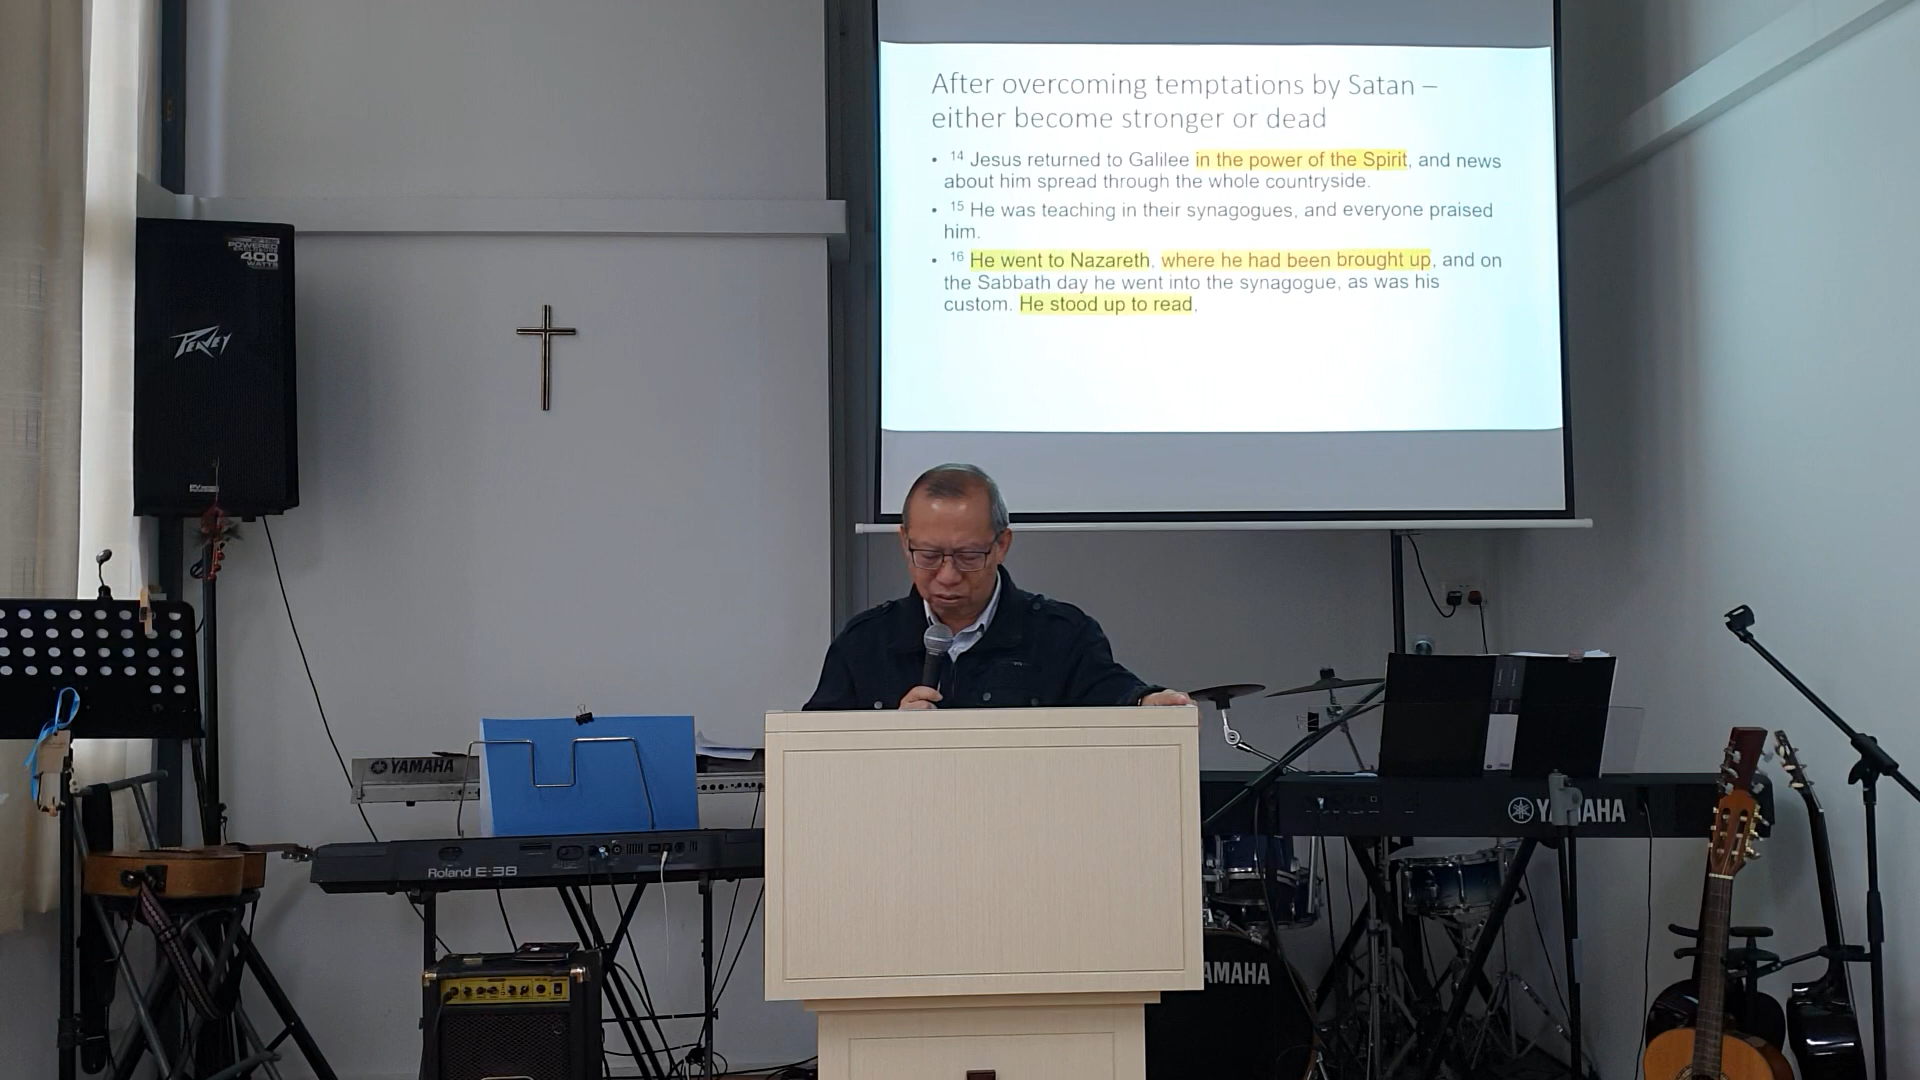 After overcoming temptations by Satan –
either become stronger or dead
• 14 Jesus returned to Galilee in the power of the Spirit, and news
about him spread through the whole countryside.
• 15 He was teaching in their synagogues, and everyone praised
him.
• 16 He went to Nazareth, where he had been brought up, and on
the Sabbath day he went into the synagogue, as was his
custom. He stood up to read,
POWERED
400
WATTS
PEAVEY
YAMAHA
Roland E-38
YAMAHA
AMAHA